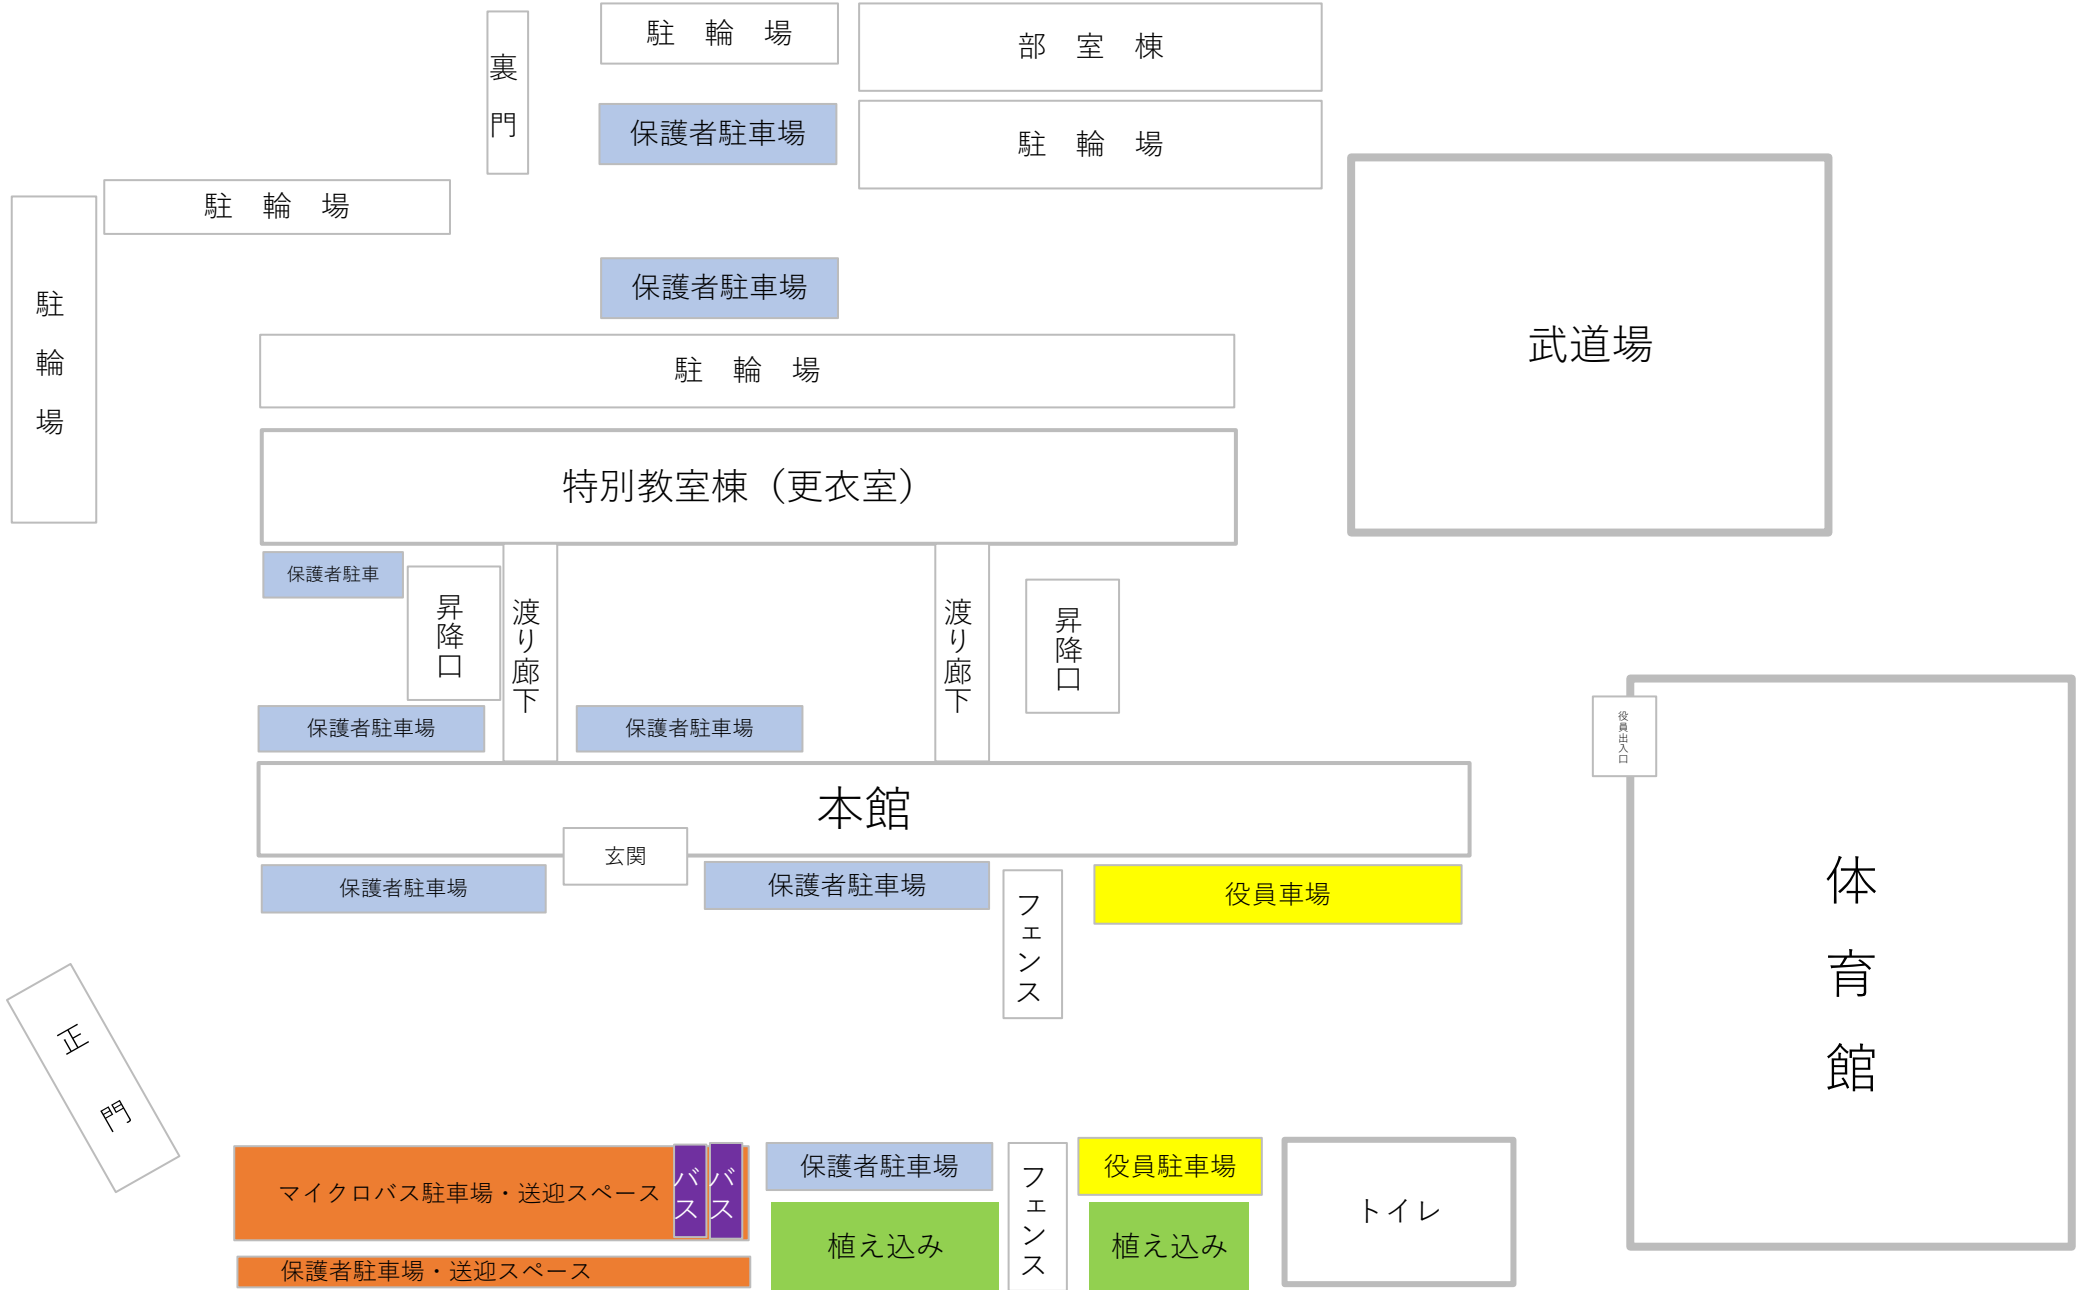 駐　輪　場
部　室　棟
裏　門
保護者駐車場
駐　輪　場
駐　輪　場
駐　輪　場
保護者駐車場
武道場
駐　輪　場
特別教室棟（更衣室）
保護者駐車
昇降口
渡り廊下
渡り廊下
昇降口
保護者駐車場
保護者駐車場
役員出入口
本館
玄関
保護者駐車場
保護者駐車場
フェンス
役員車場
体　育　館
正　門
マイクロバス駐車場・送迎スペース
バス
バス
保護者駐車場
フェンス
役員駐車場
トイレ
植え込み
植え込み
保護者駐車場・送迎スペース